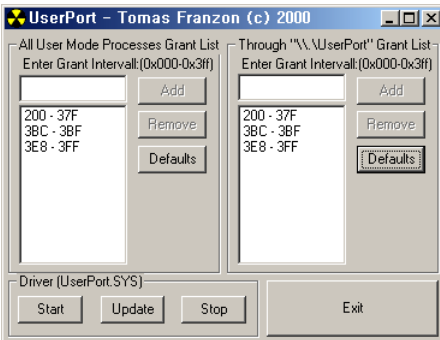 UserPort – Tomas Franzon (c) 2000
All User Mode Processes Grant List
Enter Grant Intervall:(0x000-0x3ff)
Add
200 - 37F
3BC - 3BF
3E8 - 3FF
Remove
Defaults
Through "\\.\UserPort" Grant List
Enter Grant Intervall:(0x000-0x3ff)
Add
200 - 37F
3BC - 3BF
3E8 - 3FF
Remove
Defaults
Driver (UserPort.SYS)
Start Update Stop
Exit